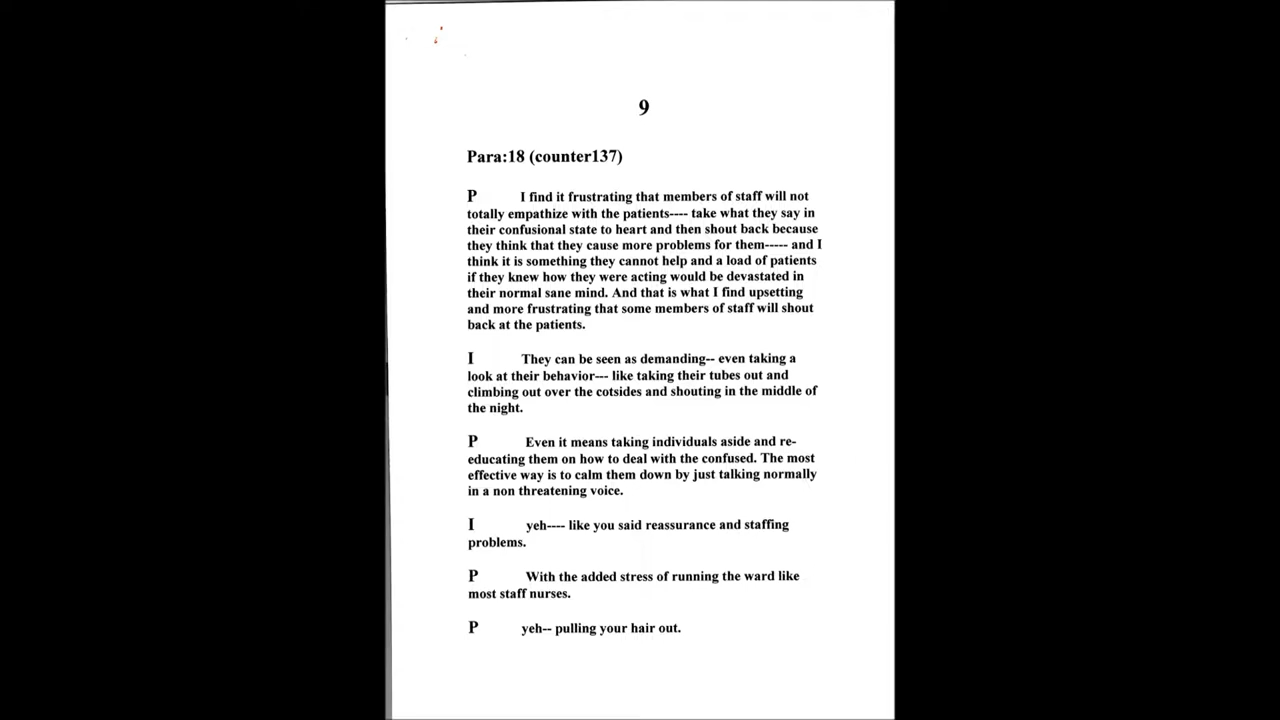 9
Para:18 (counter137)
P I find it frustrating that members of staff will not
totally empathize with the patients---- take what they say in
their confusional state to heart and then shout back because
they think that they cause more problems for them----- and I
think it is something they cannot help and a load of patients
if they knew how they were acting would be devastated in
their normal sane mind. And that is what I find upsetting
and more frustrating that some members of staff will shout
back at the patients.
I They can be seen as demanding-- even taking a
look at their behavior--- like taking their tubes out and
climbing out over the cotsides and shouting in the middle of
the night.
P Even it means taking individuals aside and re-
educating them on how to deal with the confused. The most
effective way is to calm them down by just talking normally
in a non threatening voice.
I yeh---- like you said reassurance and staffing
problems.
P With the added stress of running the ward like
most staff nurses.
P yeh-- pulling your hair out.